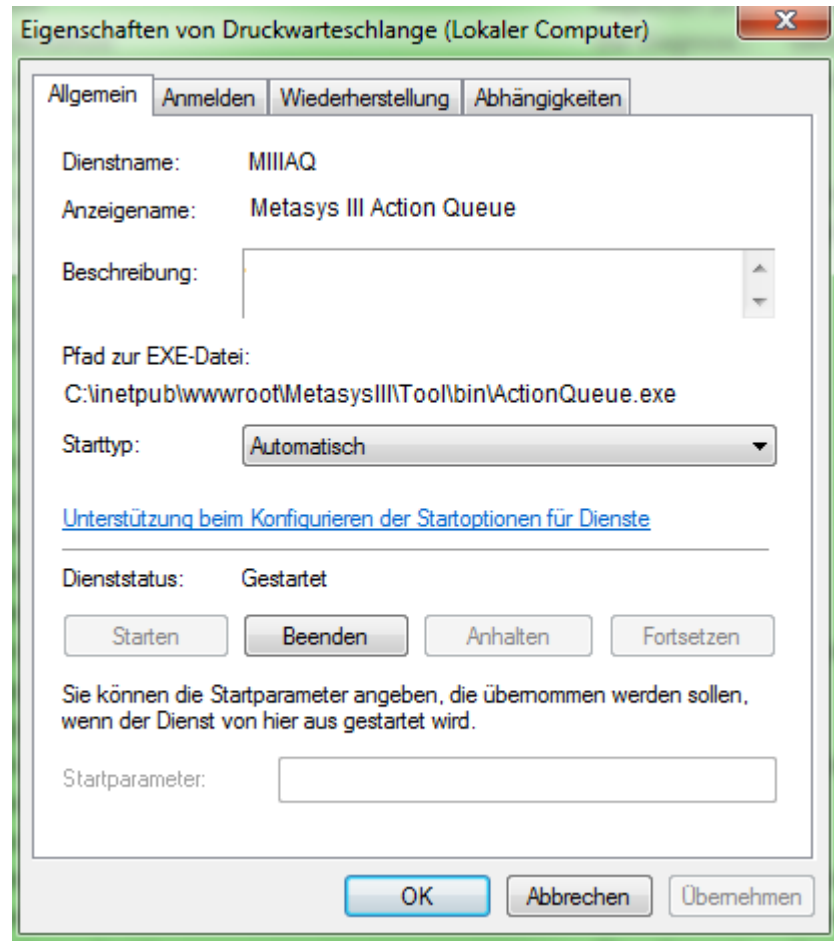 Eigenschaften von Druckwarteschlange (Lokaler Computer)
Allgemein Anmelden Wiederherstellung Abhängigkeiten
Dienstname: MIIIAQ
Anzeigename: Metasys III Action Queue
Beschreibung:
Pfad zur EXE-Datei:
C:\inetpub\wwwroot\MetasysIII\Tool\bin\ActionQueue.exe
Starttyp: Automatisch
Unterstützung beim Konfigurieren der Startoptionen für Dienste
Dienststatus: Gestartet
Starten Beenden Anhalten Fortsetzen
Sie können die Startparameter angeben, die übernommen werden sollen,
wenn der Dienst von hier aus gestartet wird.
Startparameter:
OK Abbrechen Übernehmen